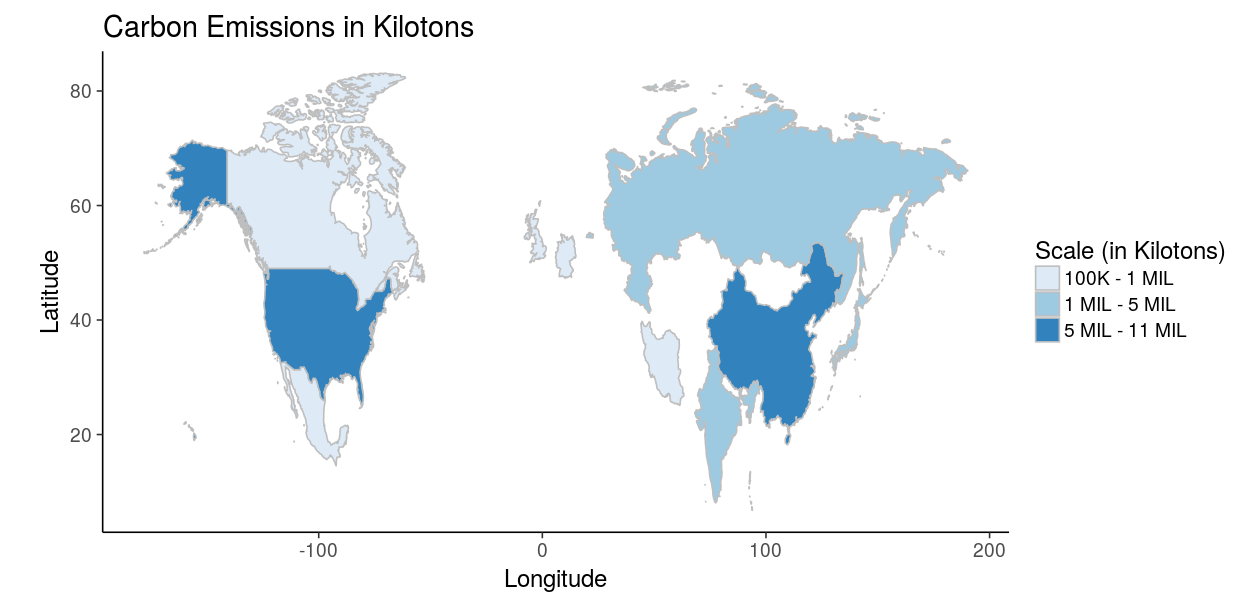 Carbon Emissions in Kilotons
Latitude
80
60
40
20
-100
0
100
200
Longitude
Scale (in Kilotons)
100K - 1 MIL
1 MIL - 5 MIL
5 MIL - 11 MIL